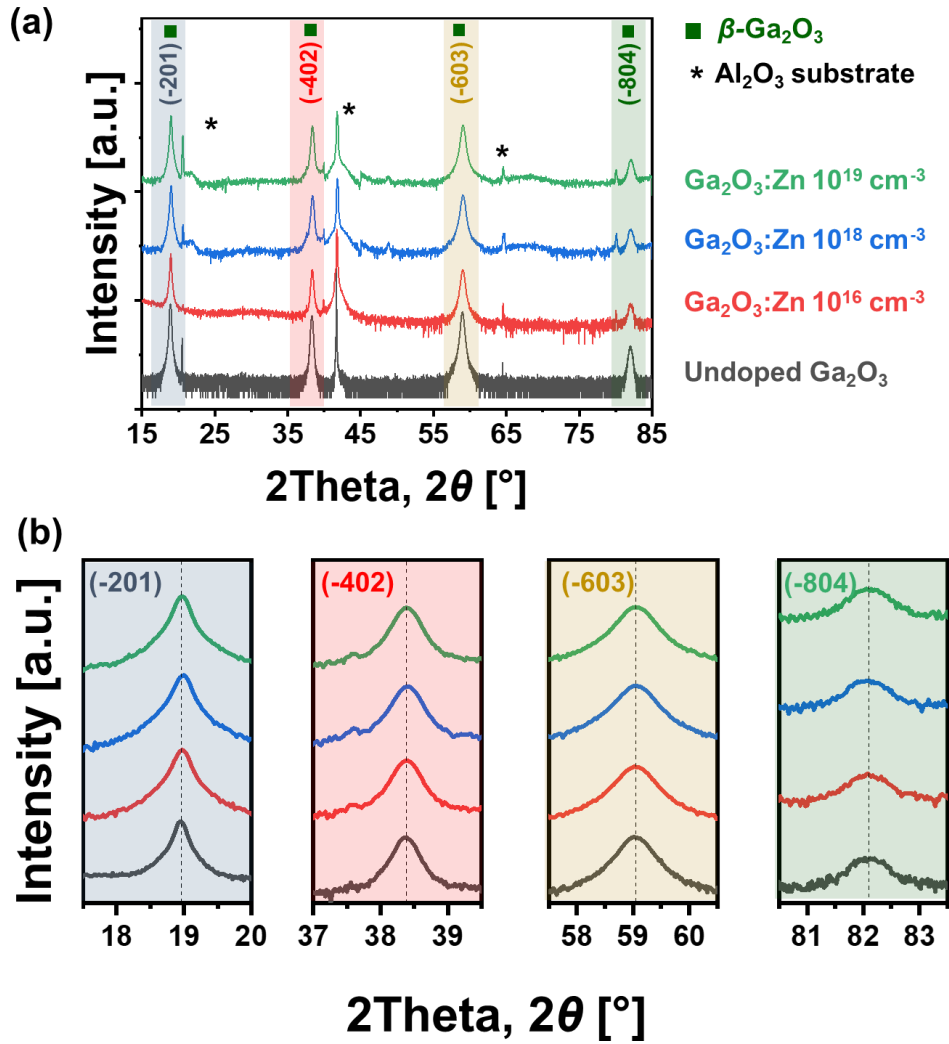 (a)
(-201)
(-402)
(-603)
(-804)
*
*
*
■ β-Ga₂O₃
* Al₂O₃ substrate
Ga₂O₃:Zn 10¹⁹ cm⁻³
Ga₂O₃:Zn 10¹⁸ cm⁻³
Ga₂O₃:Zn 10¹⁶ cm⁻³
Undoped Ga₂O₃
Intensity [a.u.]
15 25 35 45 55 65 75 85
2Theta, 2θ [°]
(b)
(-201)
(-402)
(-603)
(-804)
Intensity [a.u.]
18 19 20
37 38 39
58 59 60
81 82 83
2Theta, 2θ [°]